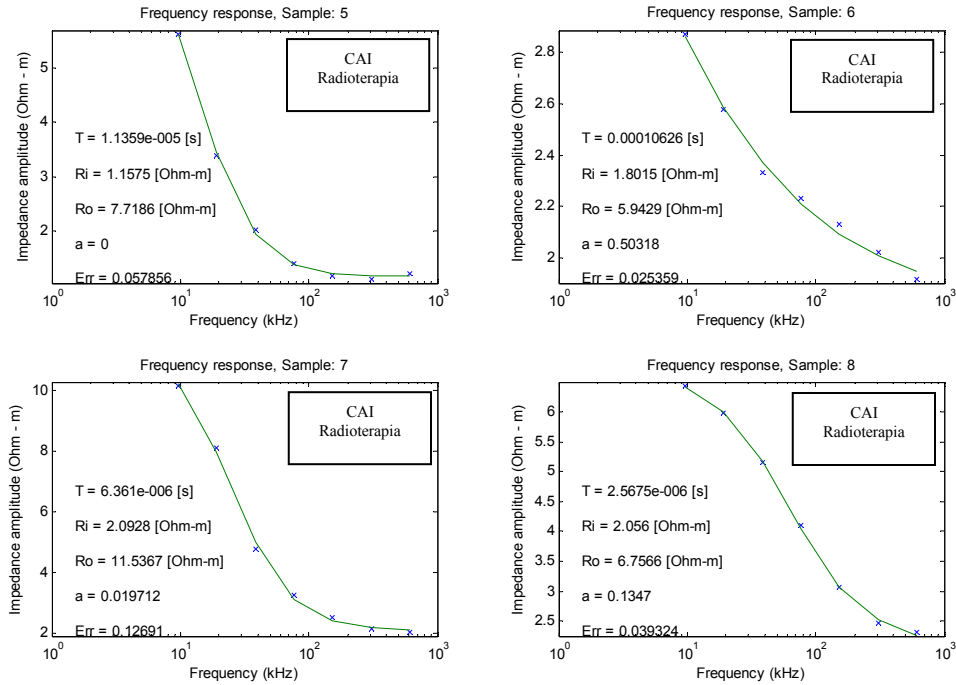 Frequency response, Sample: 5
CAI
Radioterapia
T = 1.1359e-005 [s]
Ri = 1.1575 [Ohm-m]
Ro = 7.7186 [Ohm-m]
a = 0
Err = 0.057856
Impedance amplitude (Ohm - m)
5
4
3
2
10^0 10^1 10^2 10^3
Frequency (kHz)
Frequency response, Sample: 6
CAI
Radioterapia
T = 0.00010626 [s]
Ri = 1.8015 [Ohm-m]
Ro = 5.9429 [Ohm-m]
a = 0.50318
Err = 0.025359
Impedance amplitude (Ohm - m)
2.8
2.6
2.4
2.2
2
10^0 10^1 10^2 10^3
Frequency (kHz)
Frequency response, Sample: 7
CAI
Radioterapia
T = 6.361e-006 [s]
Ri = 2.0928 [Ohm-m]
Ro = 11.5367 [Ohm-m]
a = 0.019712
Err = 0.12691
Impedance amplitude (Ohm - m)
10
8
6
4
2
10^0 10^1 10^2 10^3
Frequency (kHz)
Frequency response, Sample: 8
CAI
Radioterapia
T = 2.5675e-006 [s]
Ri = 2.056 [Ohm-m]
Ro = 6.7566 [Ohm-m]
a = 0.1347
Err = 0.039324
Impedance amplitude (Ohm - m)
6
5.5
5
4.5
4
3.5
3
2.5
10^0 10^1 10^2 10^3
Frequency (kHz)